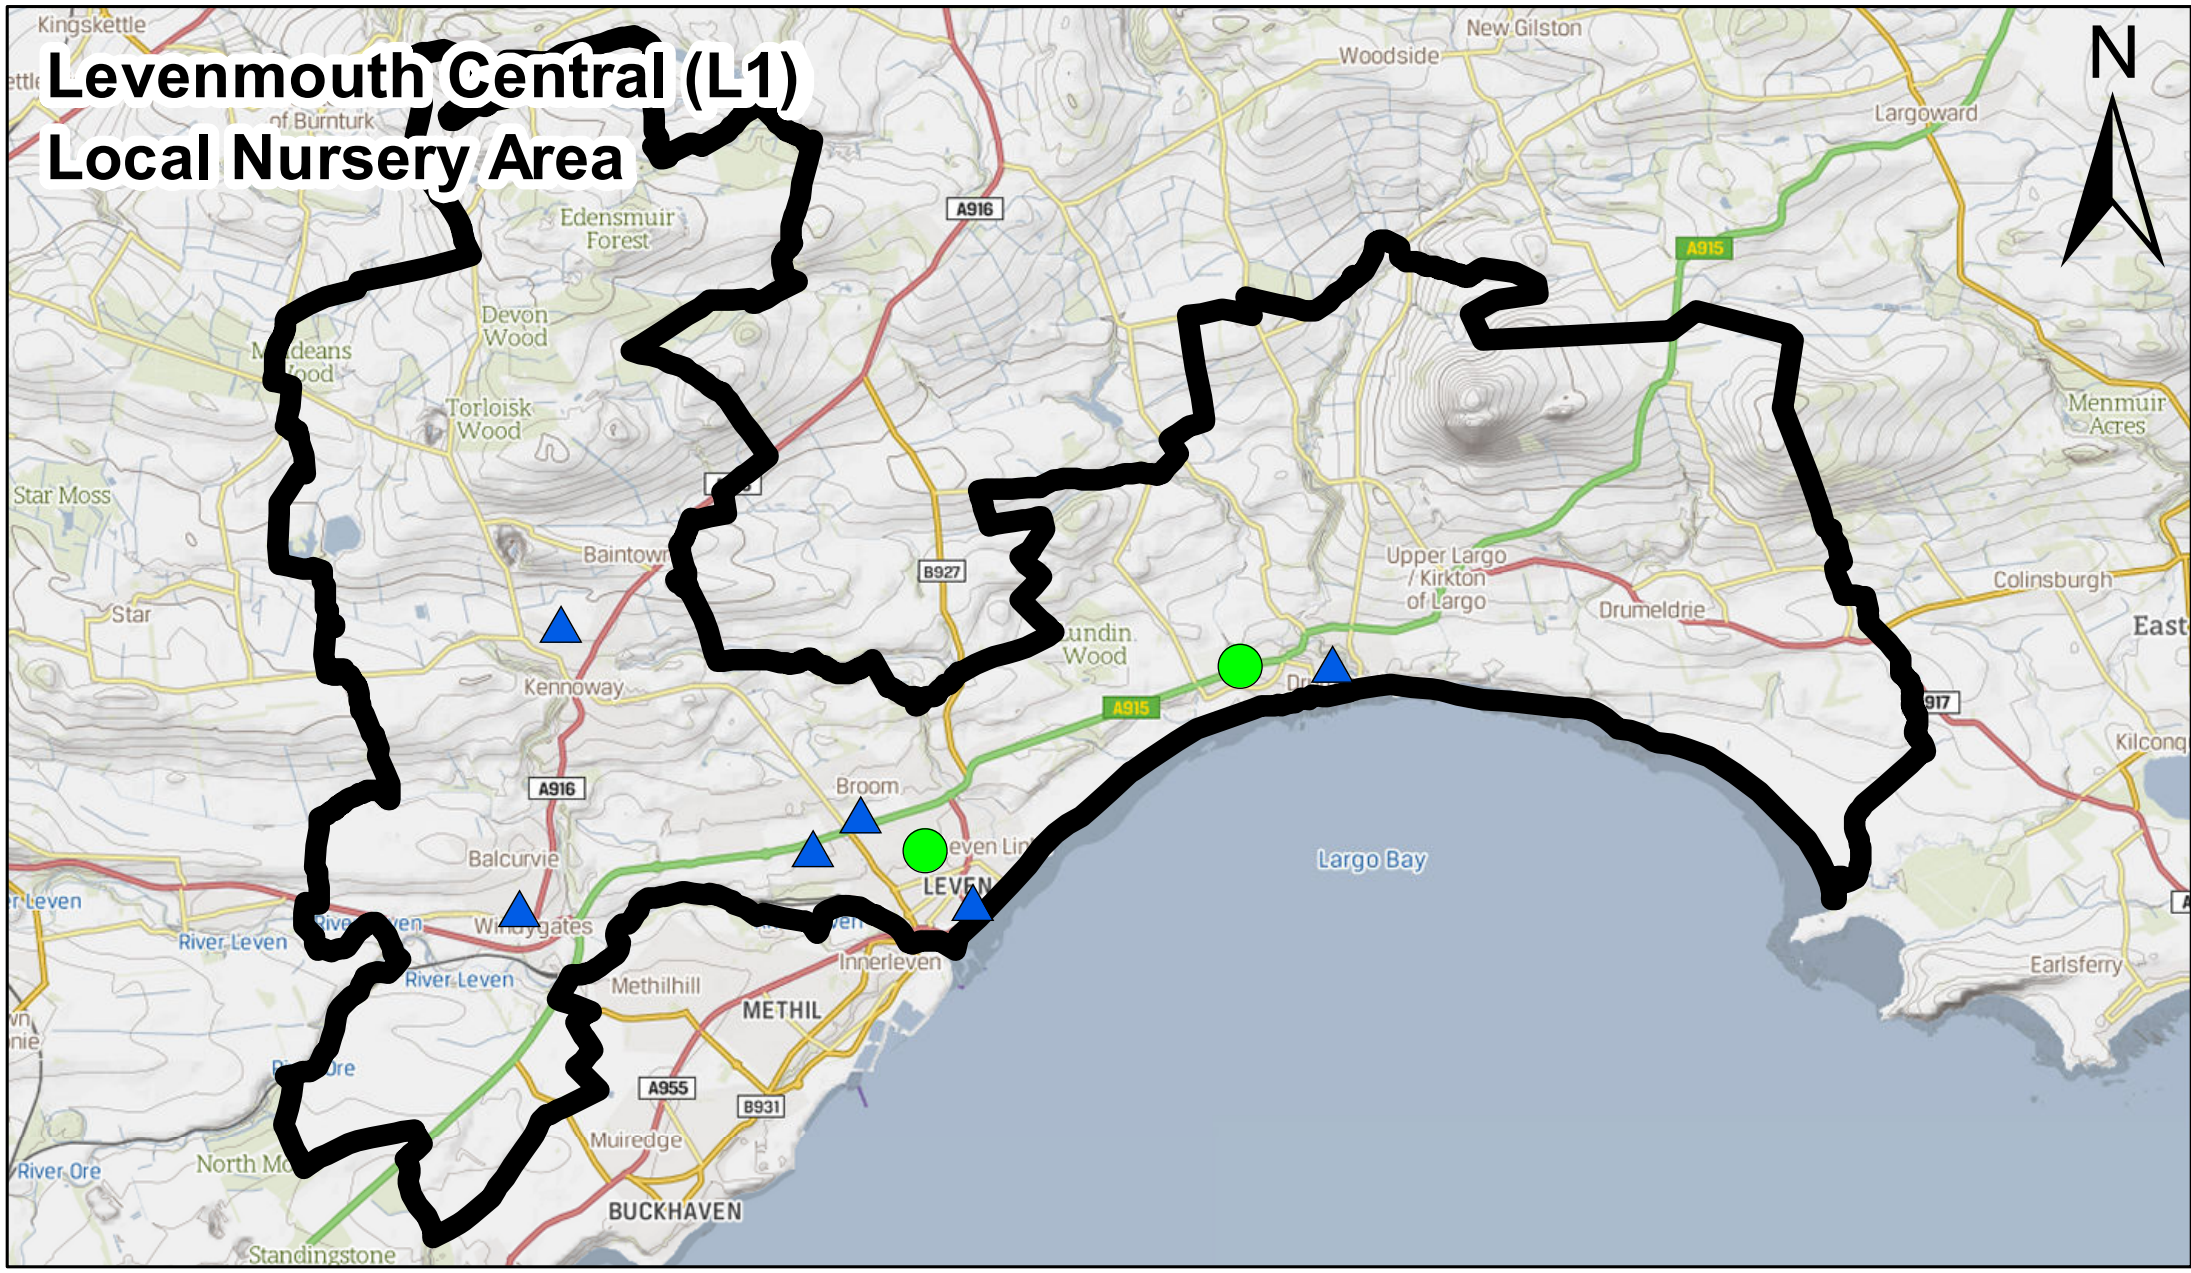 Kingskettle
Levenmouth Central (L1)
Local Nursery Area
of Burnturk
New Gilston
Woodside
N
Largoward
A916
Edensmuir
Forest
A915
Devon
Wood
Torloisk
Wood
Menmuir
Acres
Star Moss
Baintown
B927
Upper Largo
/ Kirkton
of Largo
Colinsburgh
Star
Drumeldrie
East
Lundin
Wood
Kennoway
A915
917
Kilconq
A916
Broom
Balcurvie
Largo Bay
LEVEN
River Leven
River Leven
Innerleven
Earlsferry
Methilhill
METHIL
A955
B931
Muiredge
River Ore
BUCKHAVEN
Standingstone